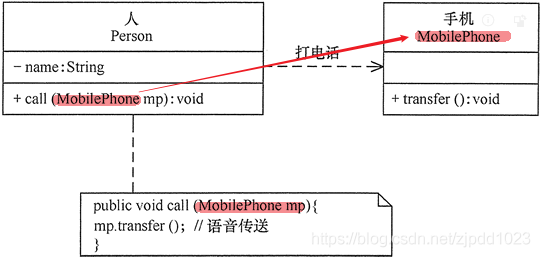 人
Person
- name:String
+ call (MobilePhone mp):void
打电话
手机
MobilePhone
+ transfer ():void
public void call (MobilePhone mp){
mp.transfer (); // 语音传送
}
https://blog.csdn.net/zjpdd1023